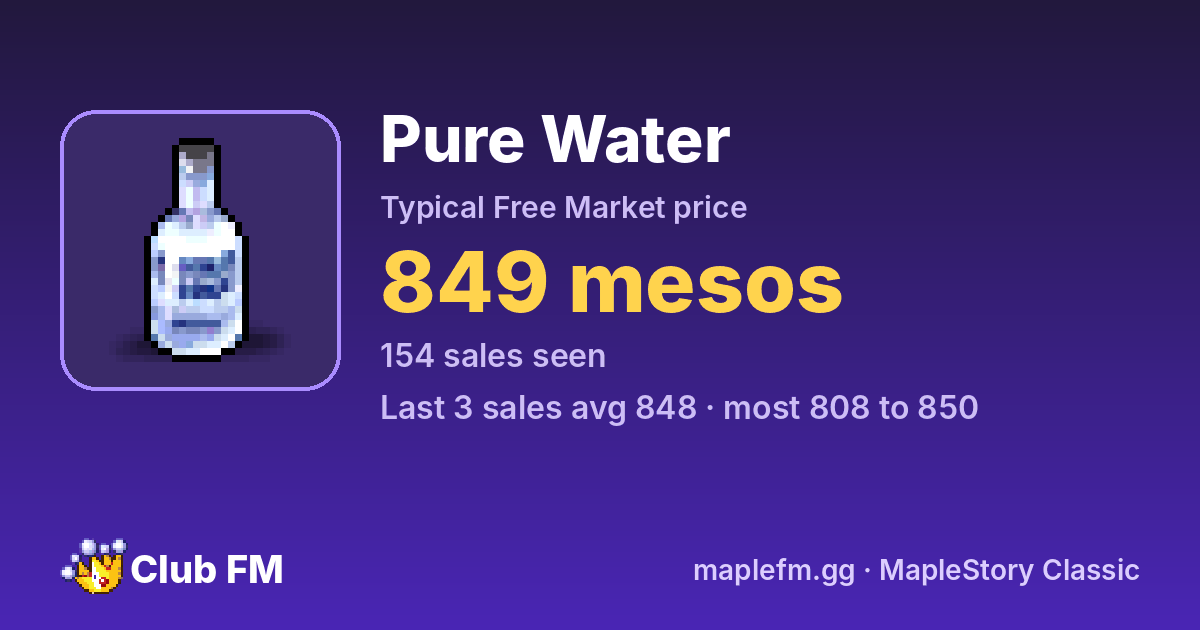 Pure Water
Typical Free Market price
849 mesos
154 sales seen
Last 3 sales avg 848 · most 808 to 850
Club FM
maplefm.gg · MapleStory Classic